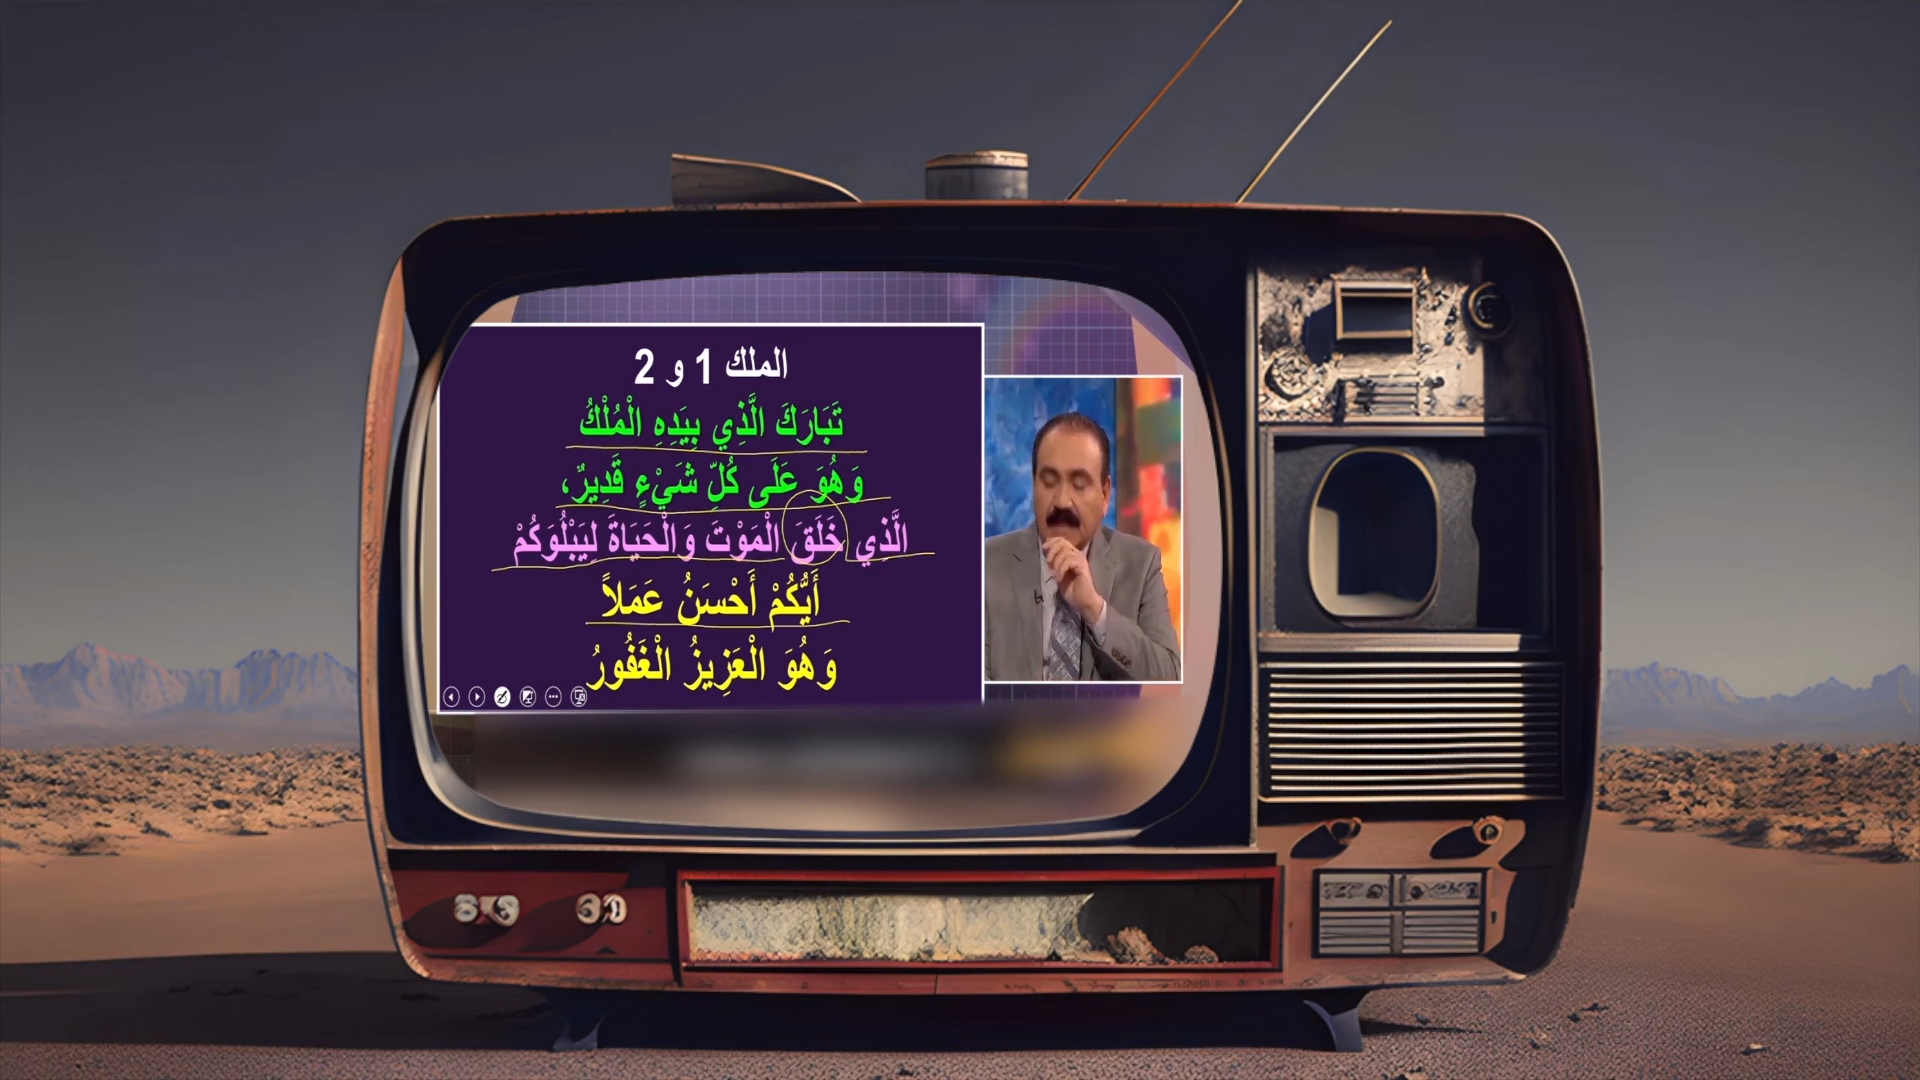 الملك 1 و 2
تَبَارَكَ الَّذِي بِيَدِهِ الْمُلْكُ
وَهُوَ عَلَى كُلِّ شَيْءٍ قَدِيرٌ،
الَّذِي خَلَقَ الْمَوْتَ وَالْحَيَاةَ لِيَبْلُوَكُمْ
أَيُّكُمْ أَحْسَنُ عَمَلاً
وَهُوَ الْعَزِيزُ الْغَفُورُ